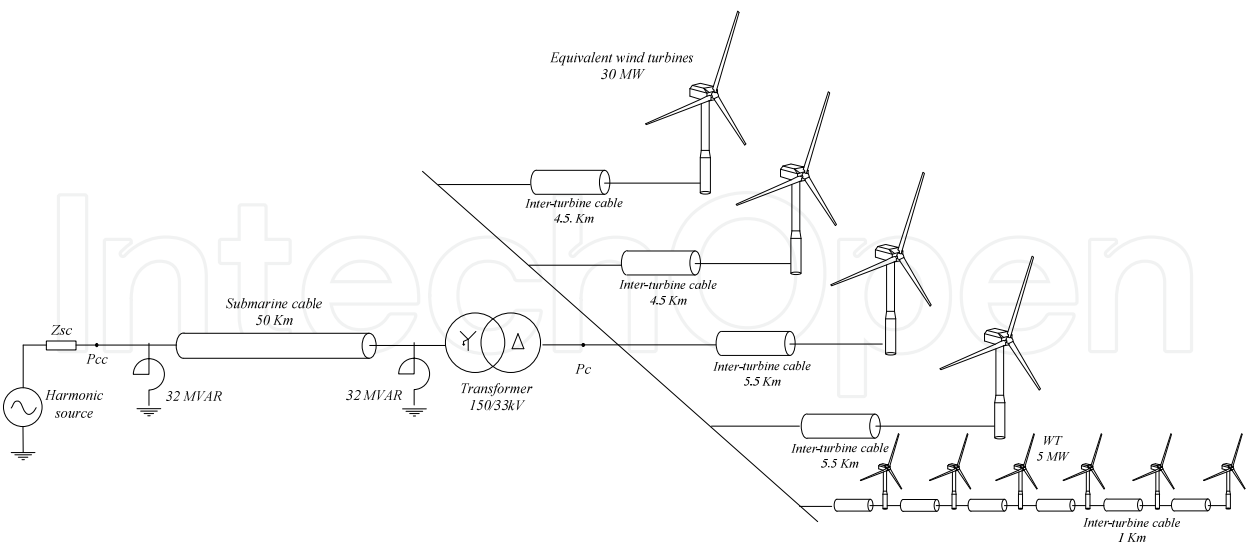 Equivalent wind turbines
30 MW
Inter-turbine cable
4.5. Km
Inter-turbine cable
4.5 Km
Submarine cable
50 Km
Zsc
Pcc
Harmonic
source
32 MVAR
32 MVAR
Transformer
150/33kV
Pc
Inter-turbine cable
5.5 Km
Inter-turbine cable
5.5 Km
WT
5 MW
Inter-turbine cable
1 Km
IntechOpen